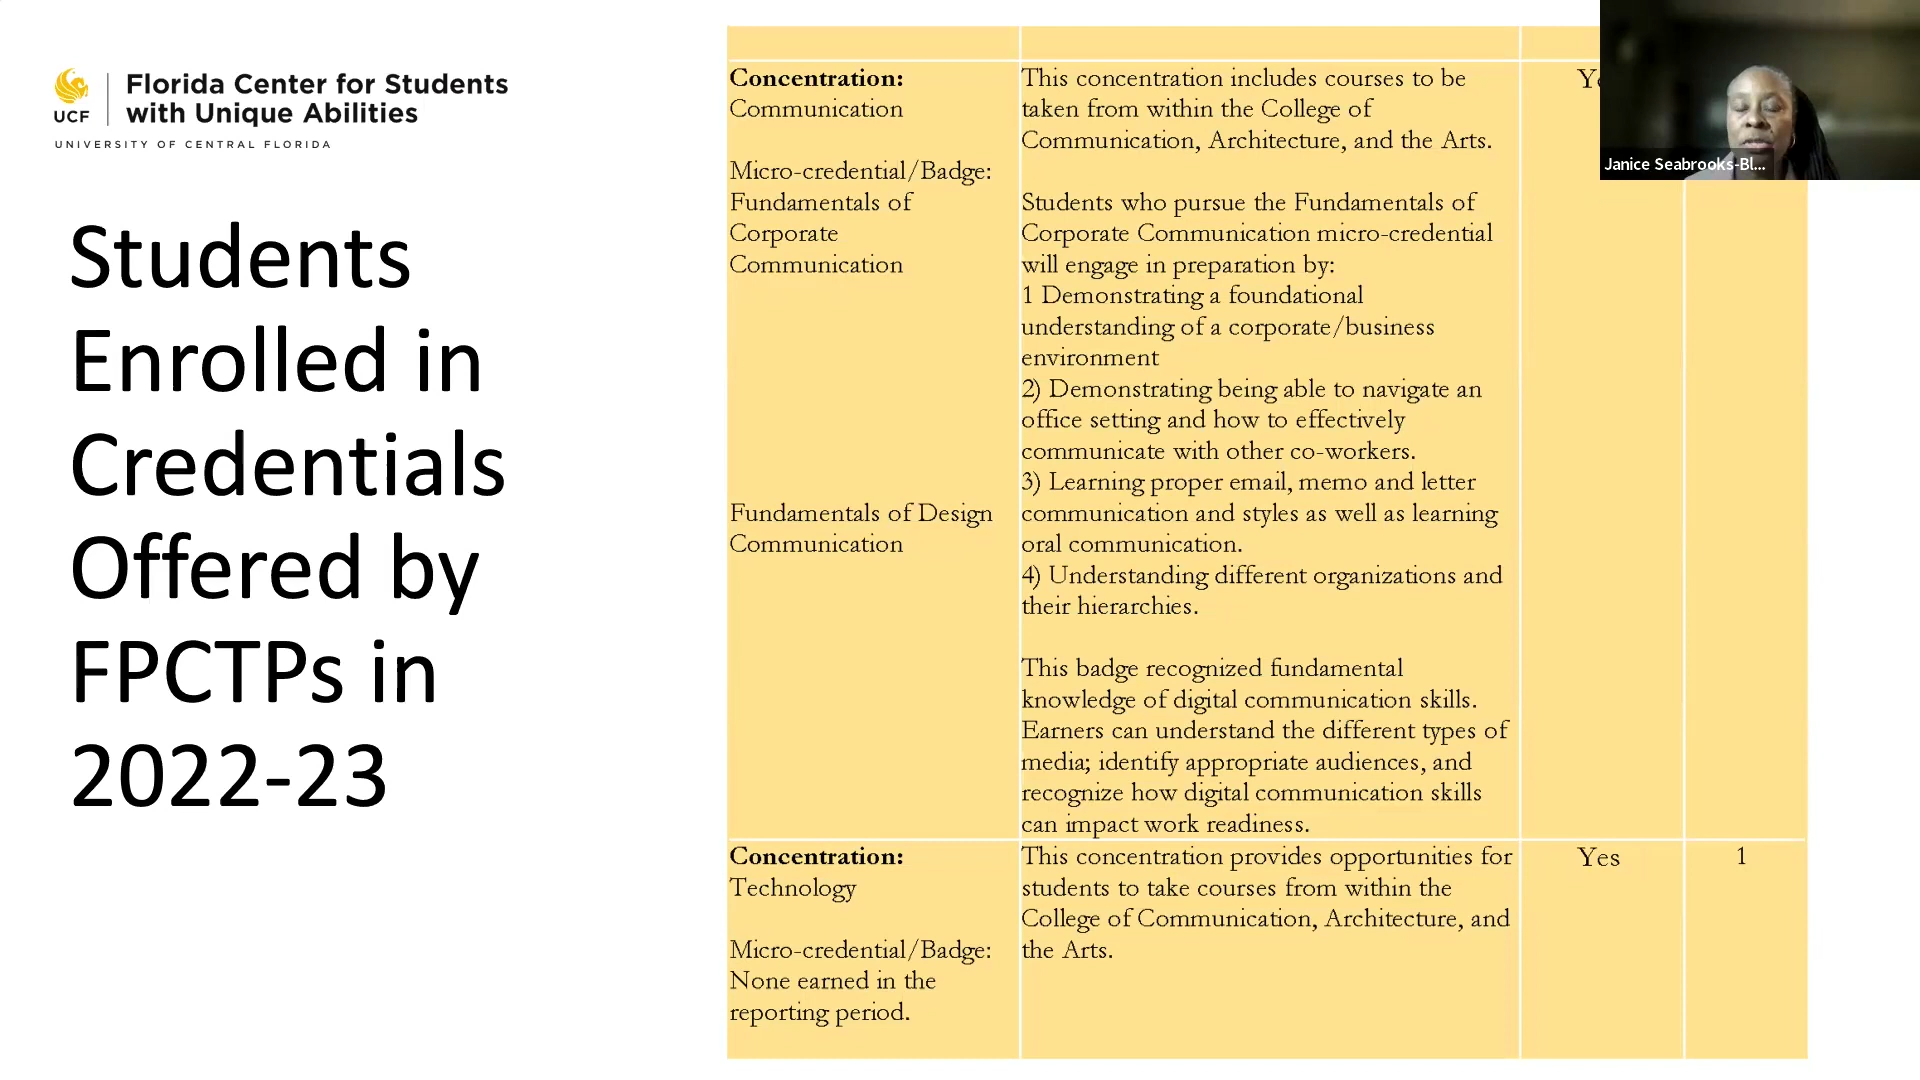 UCF
Florida Center for Students
with Unique Abilities
UNIVERSITY OF CENTRAL FLORIDA
Students
Enrolled in
Credentials
Offered by
FPCTPs in
2022-23
Concentration:
Communication
Micro-credential/Badge:
Fundamentals of
Corporate
Communication
Fundamentals of Design
Communication
This concentration includes courses to be
taken from within the College of
Communication, Architecture, and the Arts.
Students who pursue the Fundamentals of
Corporate Communication micro-credential
will engage in preparation by:
1 Demonstrating a foundational
understanding of a corporate/business
environment
2) Demonstrating being able to navigate an
office setting and how to effectively
communicate with other co-workers.
3) Learning proper email, memo and letter
communication and styles as well as learning
oral communication.
4) Understanding different organizations and
their hierarchies.
This badge recognized fundamental
knowledge of digital communication skills.
Earners can understand the different types of
media; identify appropriate audiences, and
recognize how digital communication skills
can impact work readiness.
Janice Seabrooks-Bl...
Concentration:
Technology
Micro-credential/Badge:
None earned in the
reporting period.
This concentration provides opportunities for
students to take courses from within the
College of Communication, Architecture, and
the Arts.
Yes
1